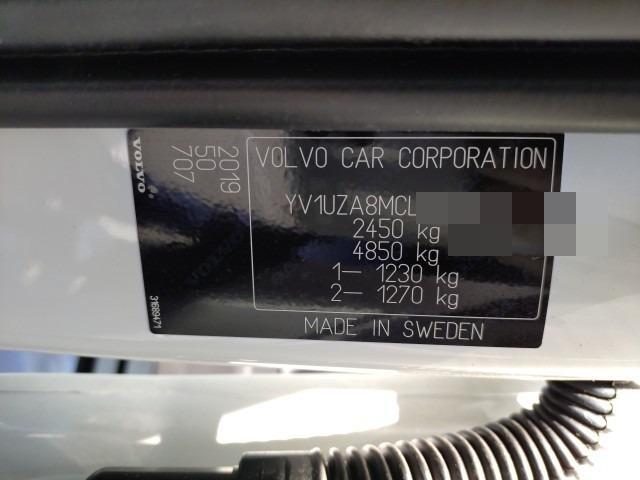 VOLVO
2019
50
707
VOLVO CAR CORPORATION
YV1UZA8MCL
2450 kg
4850 kg
1– 1230 kg
2– 1270 kg
MADE IN SWEDEN
31689471